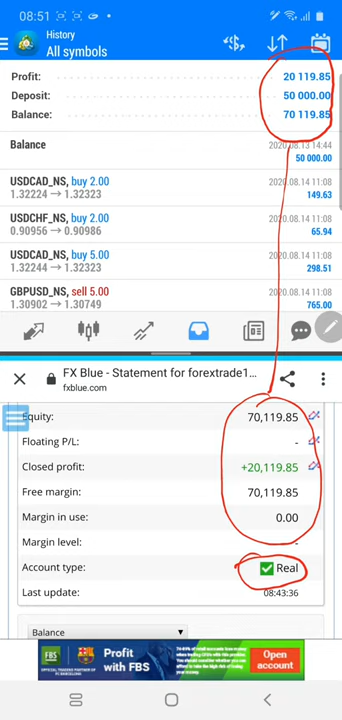 08:51
History
All symbols
Profit: 20 119.85
Deposit: 50 000.00
Balance: 70 119.85
Balance 2020.08.13 14:44
50 000.00
USDCAD_NS, buy 2.00 2020.08.14 11:08
1.32224 → 1.32323 149.63
USDCHF_NS, buy 2.00 2020.08.14 11:08
0.90956 → 0.90986 65.94
USDCAD_NS, buy 5.00 2020.08.14 11:08
1.32244 → 1.32323 298.51
GBPUSD_NS, sell 5.00 2020.08.14 11:08
1.30902 → 1.30749 765.00
FX Blue - Statement for forextrade1...
fxblue.com
Equity: 70,119.85
Floating P/L: -
Closed profit: +20,119.85
Free margin: 70,119.85
Margin in use: 0.00
Margin level: -
Account type: Real
Last update: 08:43:36
Balance
FBS
Profit
with FBS
Open
account